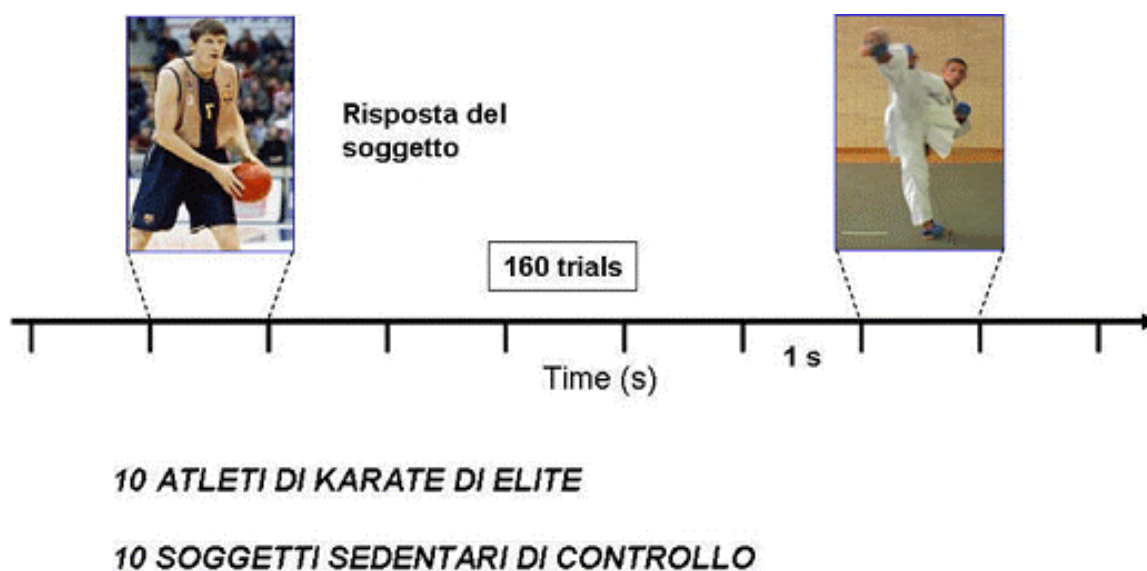 Risposta del
soggetto
160 trials
1 s
Time (s)
10 ATLETI DI KARATE DI ELITE
10 SOGGETTI SEDENTARI DI CONTROLLO